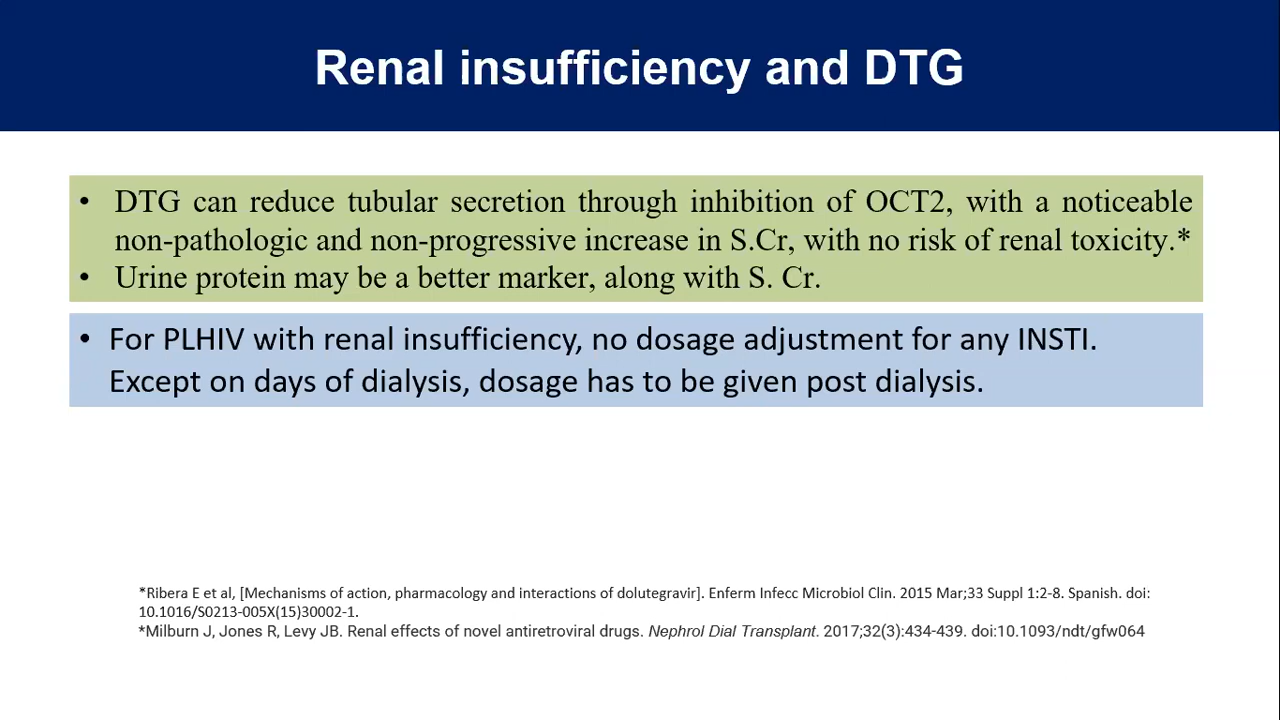 Renal insufficiency and DTG
• DTG can reduce tubular secretion through inhibition of OCT2, with a noticeable
non-pathologic and non-progressive increase in S.Cr, with no risk of renal toxicity.*
• Urine protein may be a better marker, along with S. Cr.
• For PLHIV with renal insufficiency, no dosage adjustment for any INSTI.
Except on days of dialysis, dosage has to be given post dialysis.
*Ribera E et al, [Mechanisms of action, pharmacology and interactions of dolutegravir]. Enferm Infecc Microbiol Clin. 2015 Mar;33 Suppl 1:2-8. Spanish. doi:
10.1016/S0213-005X(15)30002-1.
*Milburn J, Jones R, Levy JB. Renal effects of novel antiretroviral drugs. Nephrol Dial Transplant. 2017;32(3):434-439. doi:10.1093/ndt/gfw064